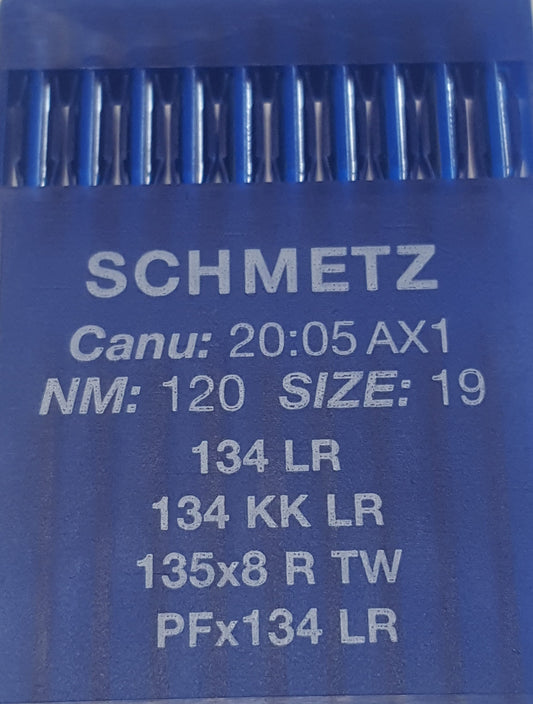 SCHMETZ
Canu: 20:05 AX1
NM: 120 SIZE: 19
134 LR
134 KK LR
135x8 R TW
PFx134 LR